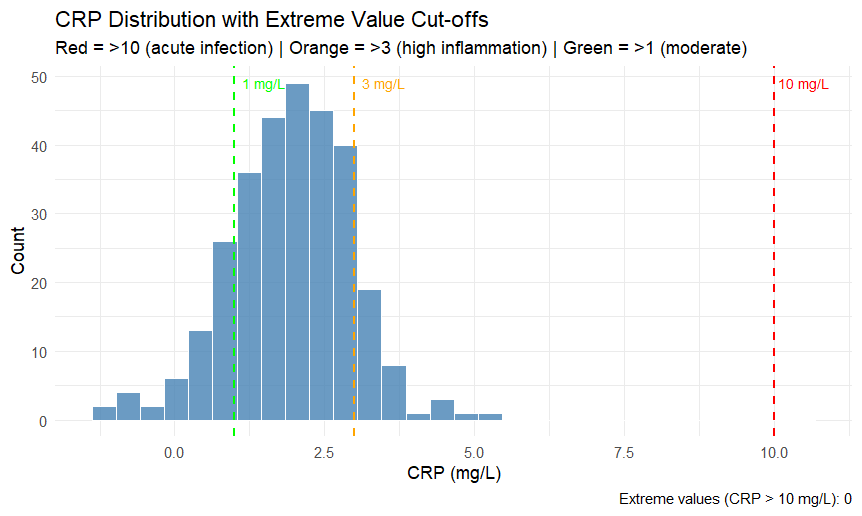 CRP Distribution with Extreme Value Cut-offs
Red = >10 (acute infection) | Orange = >3 (high inflammation) | Green = >1 (moderate)
50
1 mg/L
3 mg/L
10 mg/L
40
30
20
10
0
Count
0.0
2.5
5.0
7.5
10.0
CRP (mg/L)
Extreme values (CRP > 10 mg/L): 0